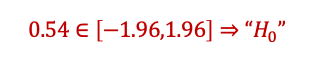 0.54 ∈ [−1.96,1.96] ⇒ “H₀”